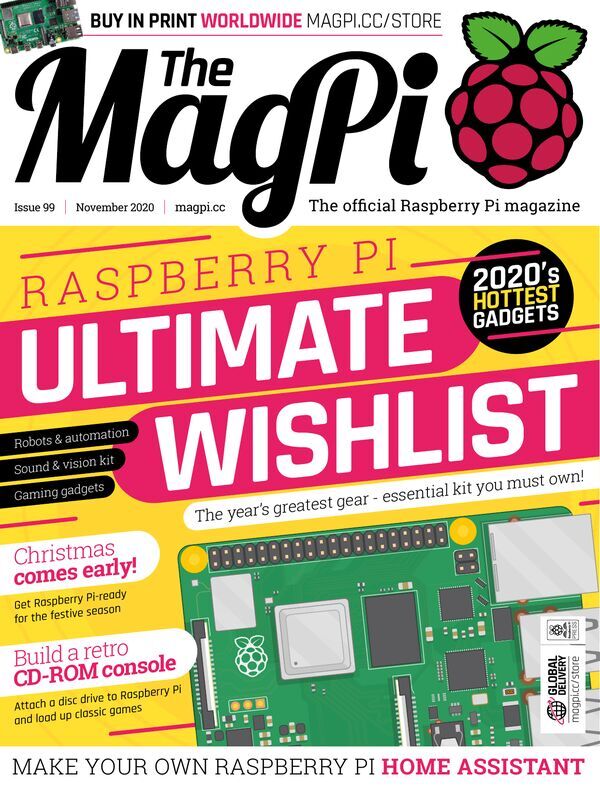 BUY IN PRINT WORLDWIDE MAGPI.CC/STORE
The
MagPi
Issue 99 | November 2020 | magpi.cc
The official Raspberry Pi magazine
RASPBERRY PI
2020's
HOTTEST
GADGETS
ULTIMATE
WISHLIST
Robots & automation
Sound & vision kit
Gaming gadgets
The year's greatest gear - essential kit you must own!
Christmas
comes early!
Get Raspberry Pi-ready
for the festive season
Build a retro
CD-ROM console
Attach a disc drive to Raspberry Pi
and load up classic games
GLOBAL
DELIVERY
magpi.cc/store
MAKE YOUR OWN RASPBERRY PI HOME ASSISTANT